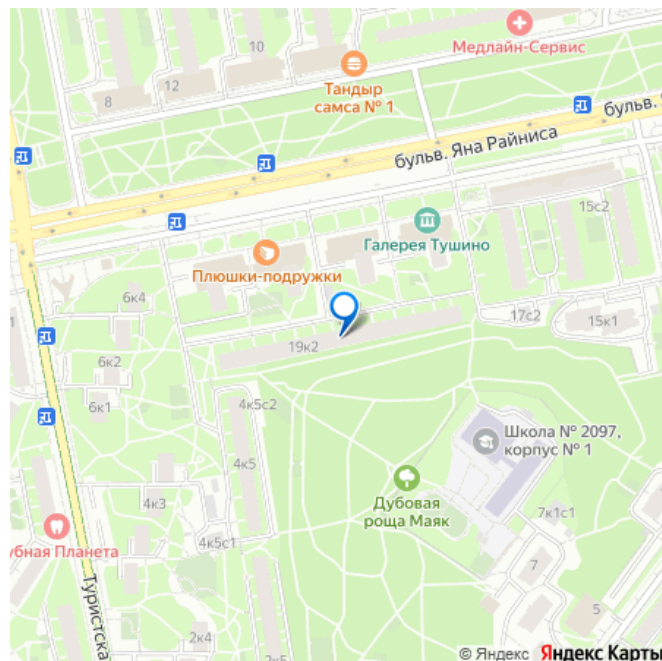 Медлайн-Сервис
10
12
8
Тандыр
самса № 1
бульв.
бульв. Яна Райниса
15с2
Галерея Тушино
Плюшки-подружки
6к4
17с2
15к1
19к2
6к2
6к1
4к5с2
Школа № 2097,
корпус № 1
4к5
Дубовая
роща Маяк
4к3
7к1с1
убная Планета
4к5с1
7
Туристска
5
2к4
© Яндекс Яндекс Карты